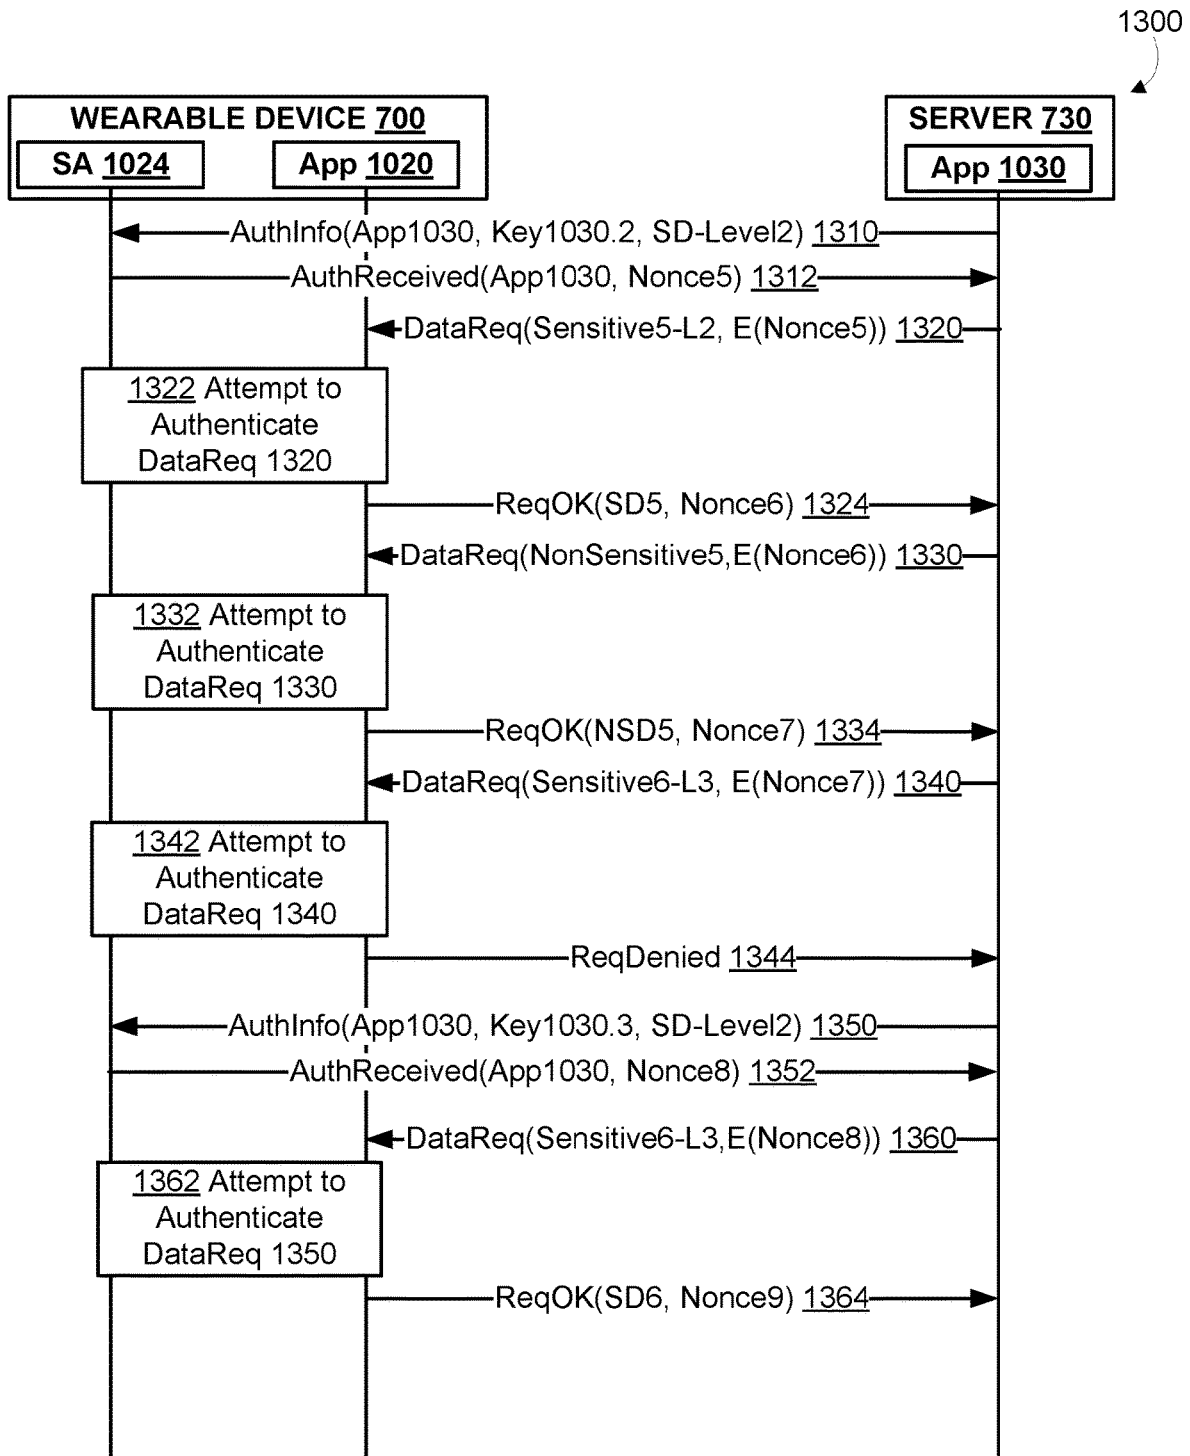 1300
WEARABLE DEVICE 700
SERVER 730
SA 1024
App 1020
App 1030
AuthInfo(App1030, Key1030.2, SD-Level2) 1310
AuthReceived(App1030, Nonce5) 1312
DataReq(Sensitive5-L2, E(Nonce5)) 1320
1322 Attempt to
Authenticate
DataReq 1320
ReqOK(SD5, Nonce6) 1324
DataReq(NonSensitive5,E(Nonce6)) 1330
1332 Attempt to
Authenticate
DataReq 1330
ReqOK(NSD5, Nonce7) 1334
DataReq(Sensitive6-L3, E(Nonce7)) 1340
1342 Attempt to
Authenticate
DataReq 1340
ReqDenied 1344
AuthInfo(App1030, Key1030.3, SD-Level2) 1350
AuthReceived(App1030, Nonce8) 1352
DataReq(Sensitive6-L3,E(Nonce8)) 1360
1362 Attempt to
Authenticate
DataReq 1350
ReqOK(SD6, Nonce9) 1364